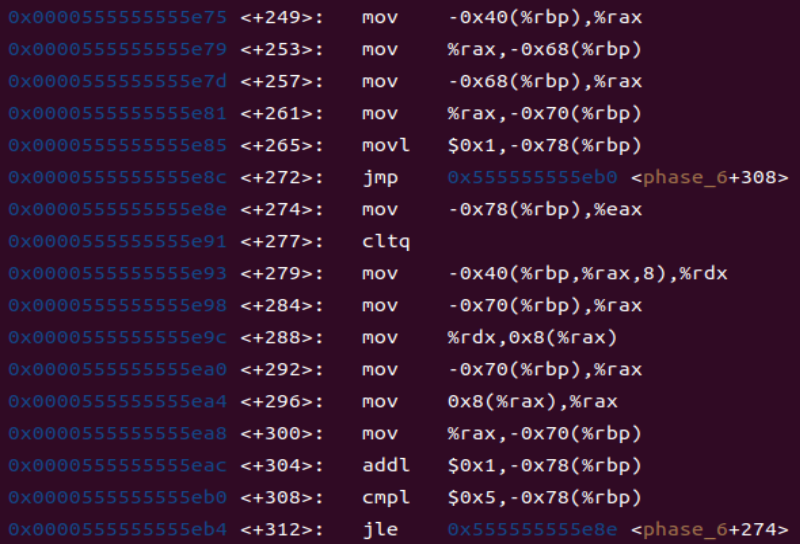 0x0000555555555e75 <+249>: mov -0x40(%rbp),%rax
0x0000555555555e79 <+253>: mov %rax,-0x68(%rbp)
0x0000555555555e7d <+257>: mov -0x68(%rbp),%rax
0x0000555555555e81 <+261>: mov %rax,-0x70(%rbp)
0x0000555555555e85 <+265>: movl $0x1,-0x78(%rbp)
0x0000555555555e8c <+272>: jmp 0x555555555eb0 <phase_6+308>
0x0000555555555e8e <+274>: mov -0x78(%rbp),%eax
0x0000555555555e91 <+277>: cltq
0x0000555555555e93 <+279>: mov -0x40(%rbp,%rax,8),%rdx
0x0000555555555e98 <+284>: mov -0x70(%rbp),%rax
0x0000555555555e9c <+288>: mov %rdx,0x8(%rax)
0x0000555555555ea0 <+292>: mov -0x70(%rbp),%rax
0x0000555555555ea4 <+296>: mov 0x8(%rax),%rax
0x0000555555555ea8 <+300>: mov %rax,-0x70(%rbp)
0x0000555555555eac <+304>: addl $0x1,-0x78(%rbp)
0x0000555555555eb0 <+308>: cmpl $0x5,-0x78(%rbp)
0x0000555555555eb4 <+312>: jle 0x555555555e8e <phase_6+274>